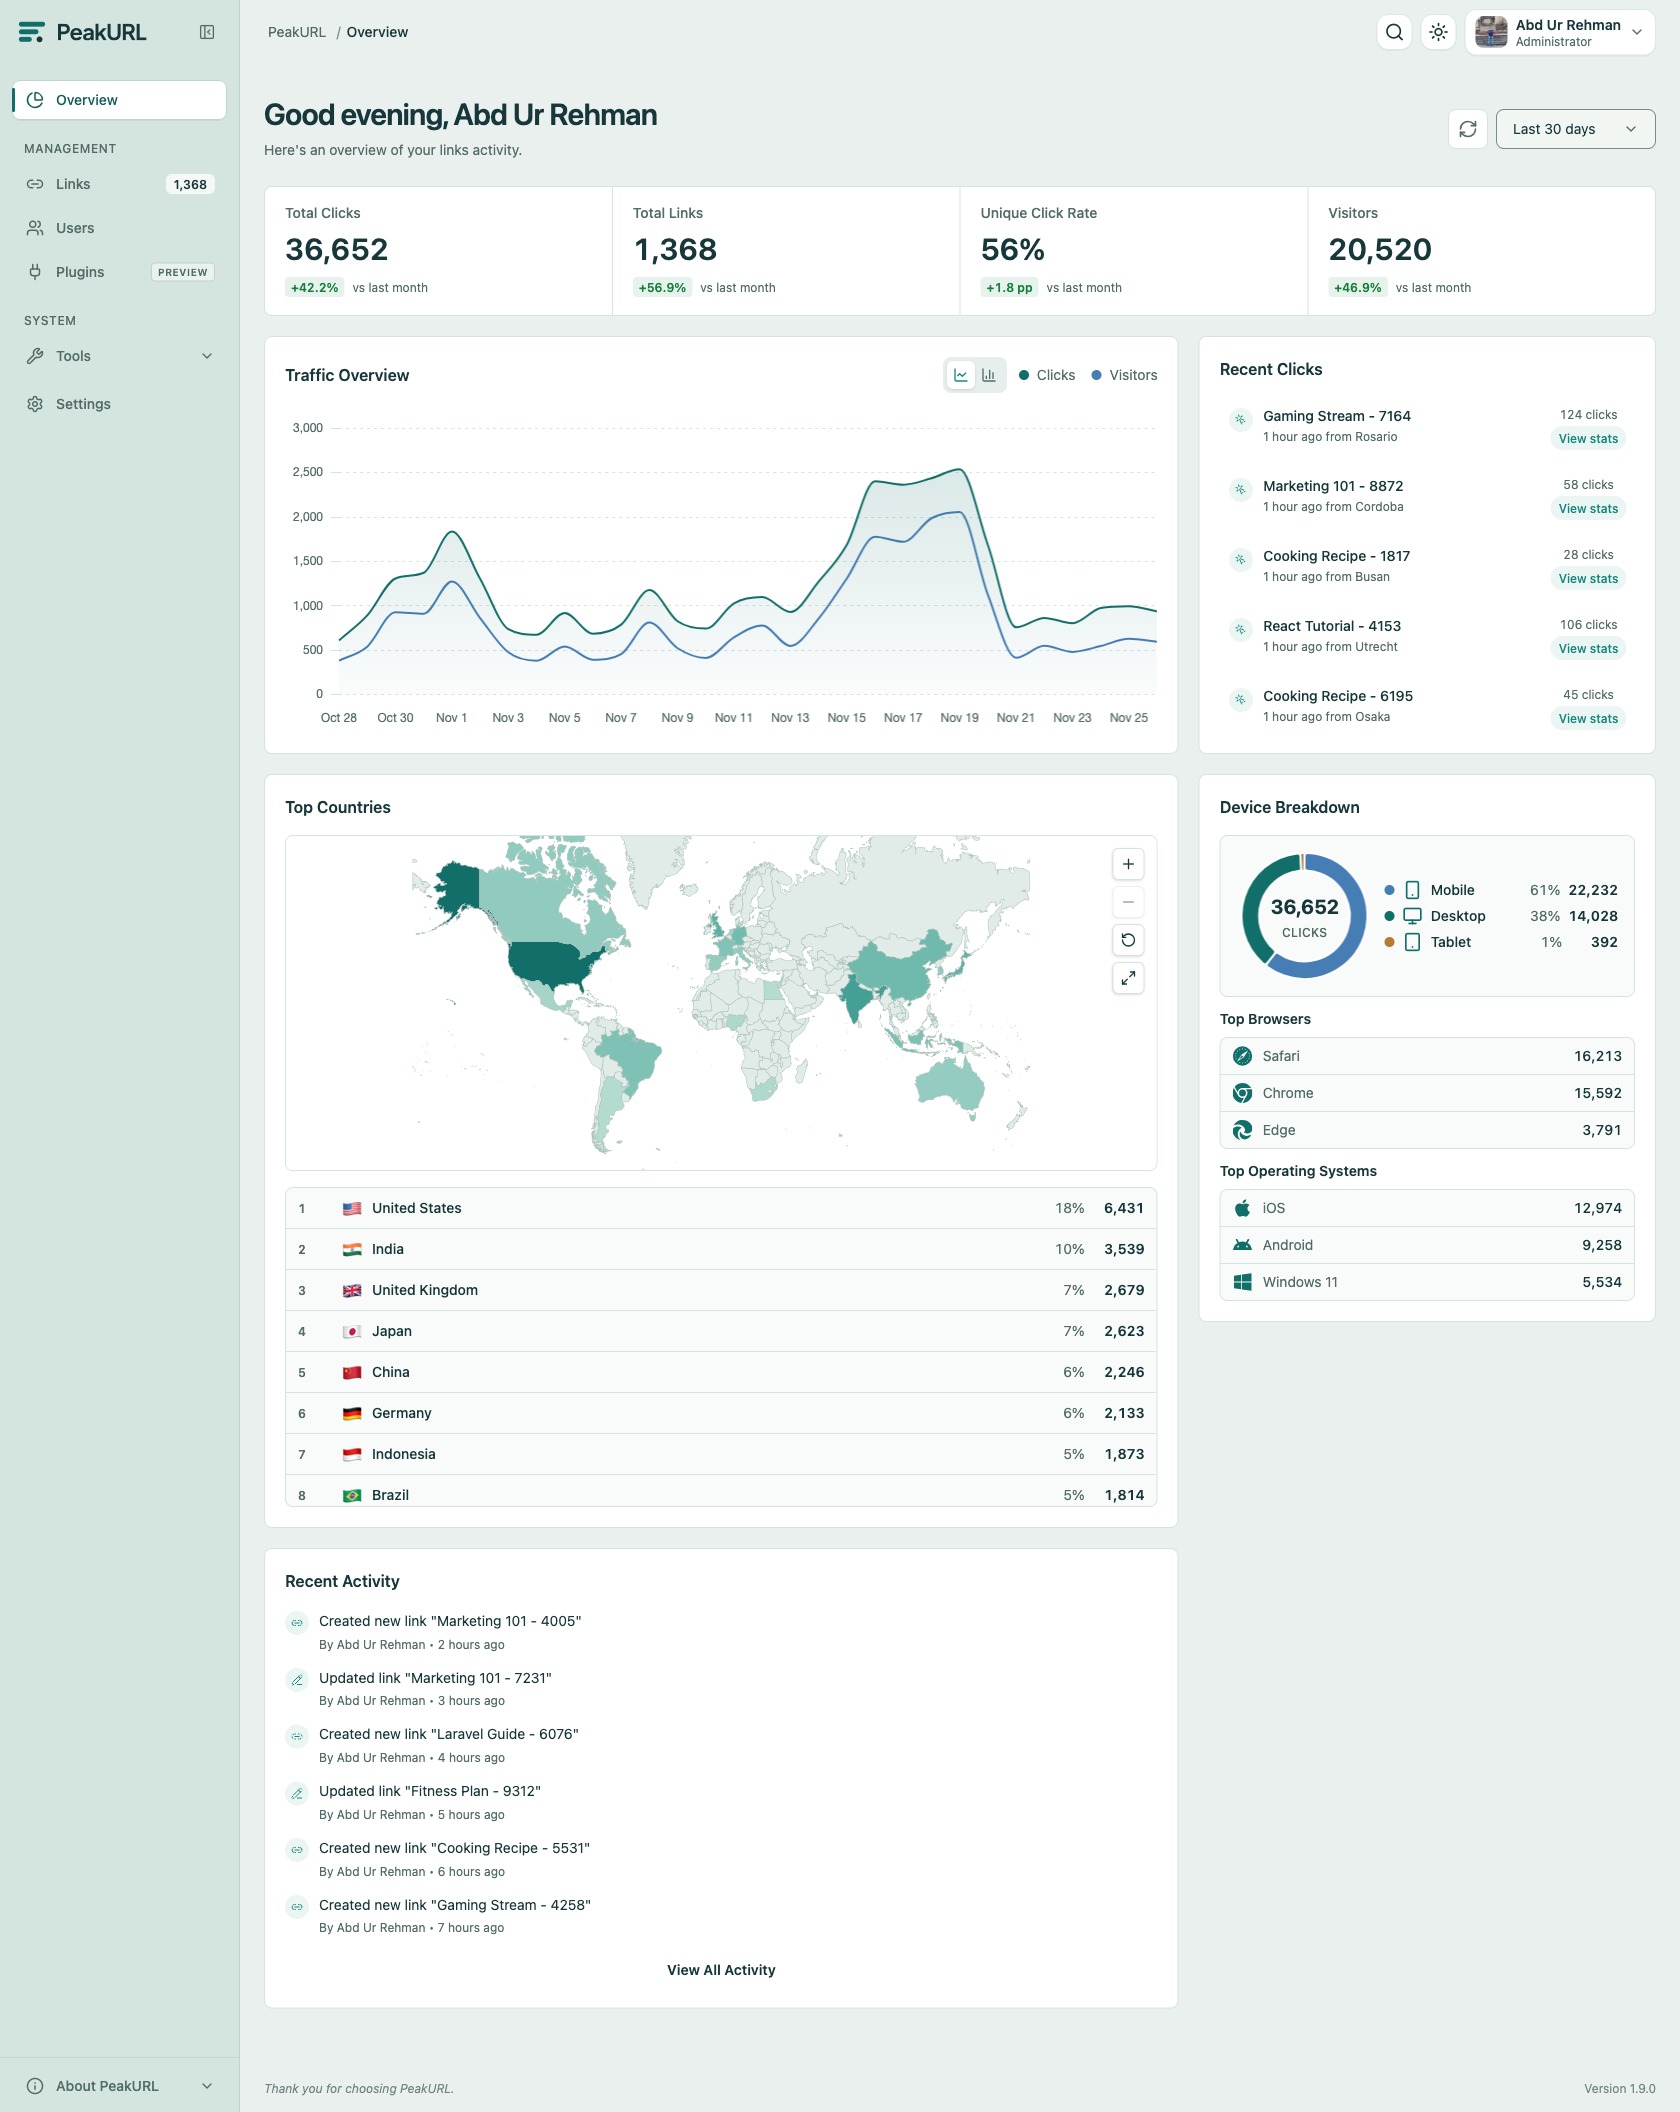 PeakURL
Overview
MANAGEMENT
Links 1,368
Users
Plugins PREVIEW
SYSTEM
Tools
Settings
About PeakURL
PeakURL / Overview
Abd Ur Rehman
Administrator
Good evening, Abd Ur Rehman
Here's an overview of your links activity.
Last 30 days
Total Clicks
36,652
+42.2% vs last month
Total Links
1,368
+56.9% vs last month
Unique Click Rate
56%
+1.8 pp vs last month
Visitors
20,520
+46.9% vs last month
Traffic Overview
Clicks Visitors
3,000
2,500
2,000
1,500
1,000
500
0
Oct 28 Oct 30 Nov 1 Nov 3 Nov 5 Nov 7 Nov 9 Nov 11 Nov 13 Nov 15 Nov 17 Nov 19 Nov 21 Nov 23 Nov 25
Recent Clicks
Gaming Stream - 7164 124 clicks
1 hour ago from Rosario View stats
Marketing 101 - 8872 58 clicks
1 hour ago from Cordoba View stats
Cooking Recipe - 1817 28 clicks
1 hour ago from Busan View stats
React Tutorial - 4153 106 clicks
1 hour ago from Utrecht View stats
Cooking Recipe - 6195 45 clicks
1 hour ago from Osaka View stats
Top Countries
1 United States 18% 6,431
2 India 10% 3,539
3 United Kingdom 7% 2,679
4 Japan 7% 2,623
5 China 6% 2,246
6 Germany 6% 2,133
7 Indonesia 5% 1,873
8 Brazil 5% 1,814
Device Breakdown
36,652
CLICKS
Mobile 61% 22,232
Desktop 38% 14,028
Tablet 1% 392
Top Browsers
Safari 16,213
Chrome 15,592
Edge 3,791
Top Operating Systems
iOS 12,974
Android 9,258
Windows 11 5,534
Recent Activity
Created new link "Marketing 101 - 4005"
By Abd Ur Rehman • 2 hours ago
Updated link "Marketing 101 - 7231"
By Abd Ur Rehman • 3 hours ago
Created new link "Laravel Guide - 6076"
By Abd Ur Rehman • 4 hours ago
Updated link "Fitness Plan - 9312"
By Abd Ur Rehman • 5 hours ago
Created new link "Cooking Recipe - 5531"
By Abd Ur Rehman • 6 hours ago
Created new link "Gaming Stream - 4258"
By Abd Ur Rehman • 7 hours ago
View All Activity
Thank you for choosing PeakURL.
Version 1.9.0